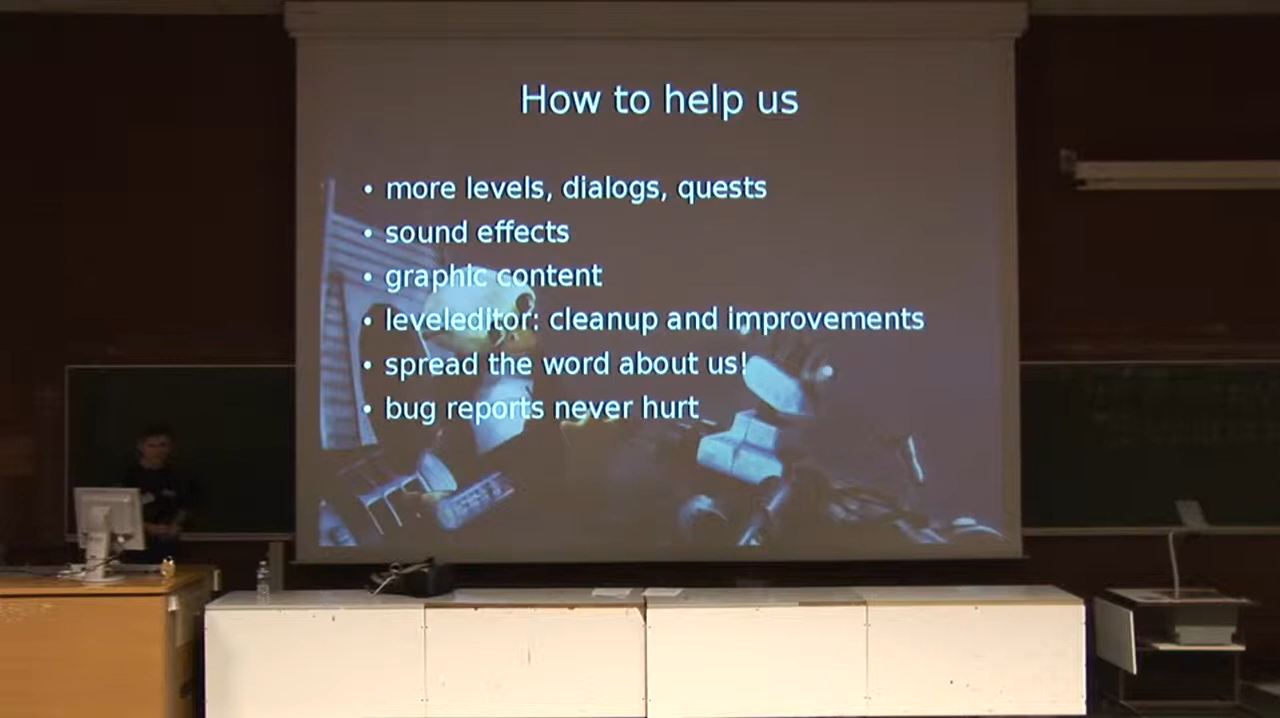 How to help us
• more levels, dialogs, quests
• sound effects
• graphic content
• leveleditor: cleanup and improvements
• spread the word about us!
• bug reports never hurt